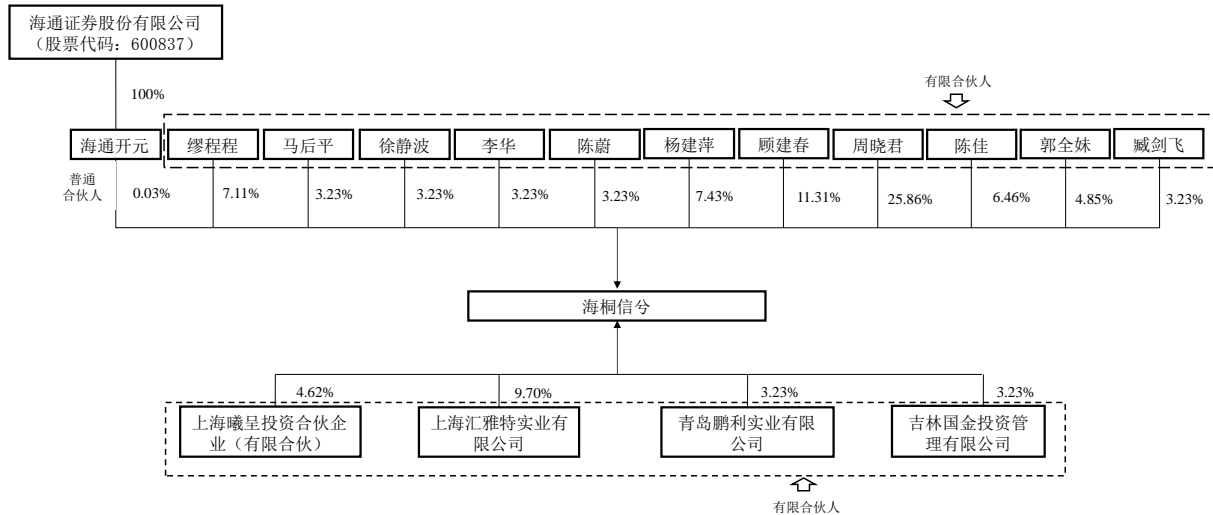 海通证券股份有限公司
（股票代码：600837）
100%
有限合伙人
海通开元
缪程程
马后平
徐静波
李华
陈蔚
杨建萍
顾建春
周晓君
陈佳
郭全妹
臧剑飞
普通
合伙人
0.03%
7.11%
3.23%
3.23%
3.23%
3.23%
7.43%
11.31%
25.86%
6.46%
4.85%
3.23%
海桐信兮
4.62%
9.70%
3.23%
3.23%
上海曦呈投资合伙企
业（有限合伙）
上海汇雅特实业有
限公司
青岛鹏利实业有限
公司
吉林国金投资管
理有限公司
有限合伙人